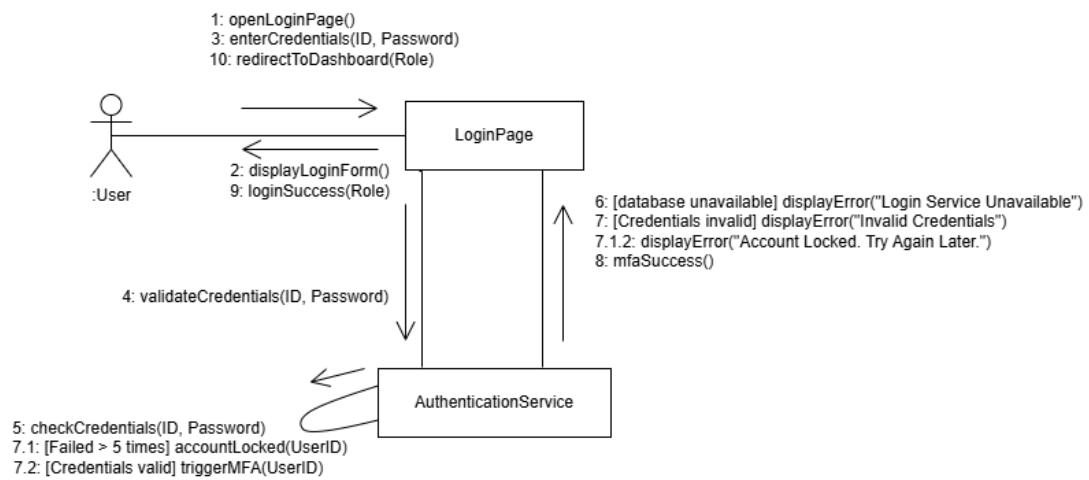 1: openLoginPage()
3: enterCredentials(ID, Password)
10: redirectToDashboard(Role)
LoginPage
:User
2: displayLoginForm()
9: loginSuccess(Role)
6: [database unavailable] displayError("Login Service Unavailable")
7: [Credentials invalid] displayError("Invalid Credentials")
7.1.2: displayError("Account Locked. Try Again Later.")
8: mfaSuccess()
4: validateCredentials(ID, Password)
AuthenticationService
5: checkCredentials(ID, Password)
7.1: [Failed > 5 times] accountLocked(UserID)
7.2: [Credentials valid] triggerMFA(UserID)